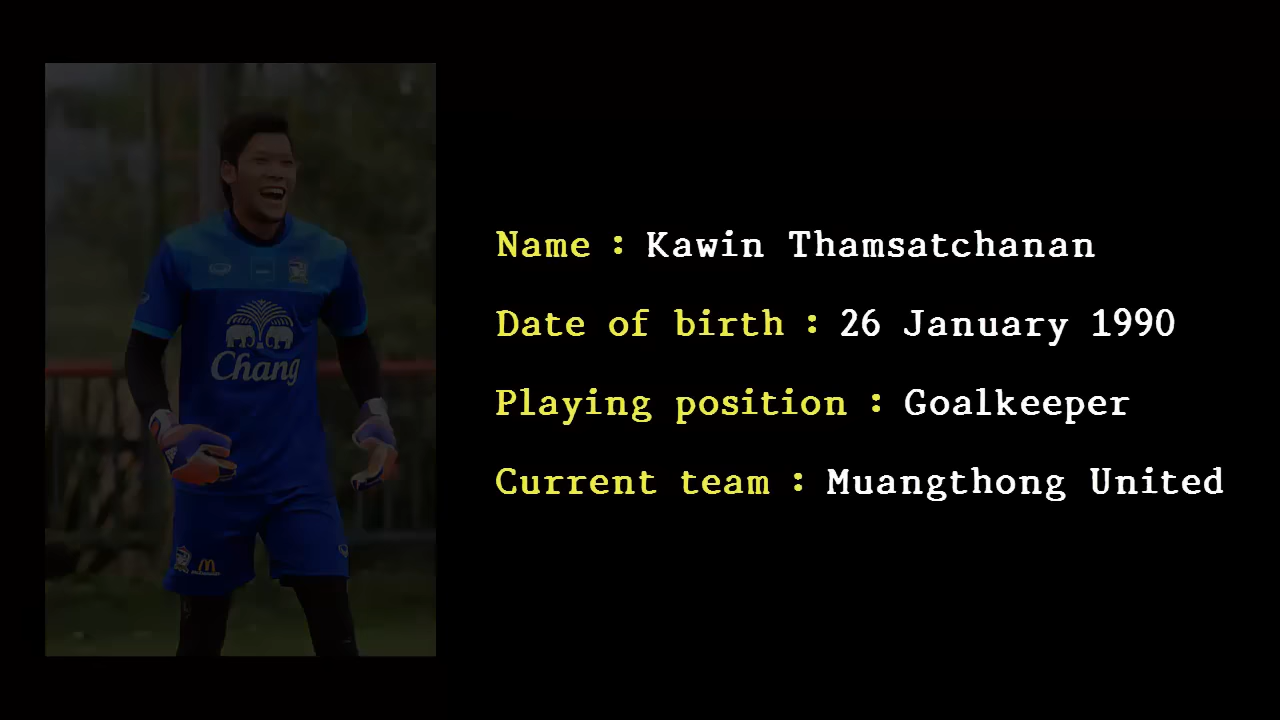 Name : Kawin Thamsatchanan
Date of birth : 26 January 1990
Playing position : Goalkeeper
Current team : Muangthong United
Chang